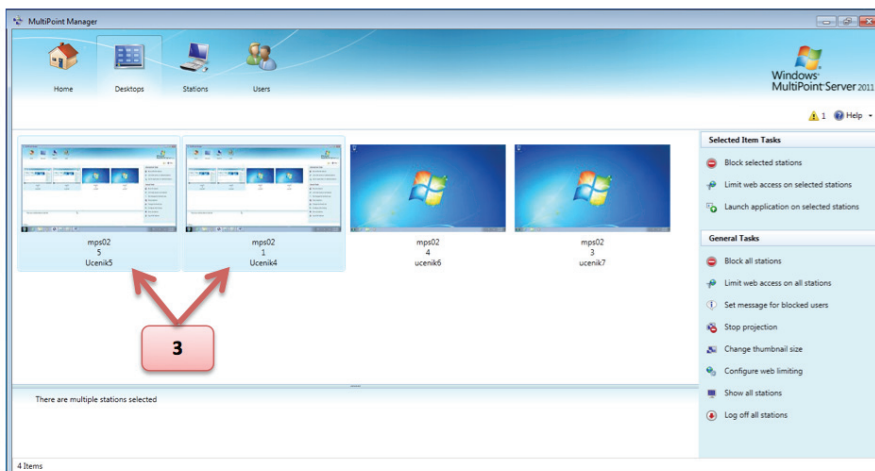 MultiPoint Manager
Home
Desktops
Stations
Users
Windows
MultiPoint Server 2011
1
Help
mps02
5
Ucenik5
mps02
1
Ucenik4
mps02
4
ucenik6
mps02
3
ucenik7
3
There are multiple stations selected
4 Items
Selected Item Tasks
Block selected stations
Limit web access on selected stations
Launch application on selected stations
General Tasks
Block all stations
Limit web access on all stations
Set message for blocked users
Stop projection
Change thumbnail size
Configure web limiting
Show all stations
Log off all stations